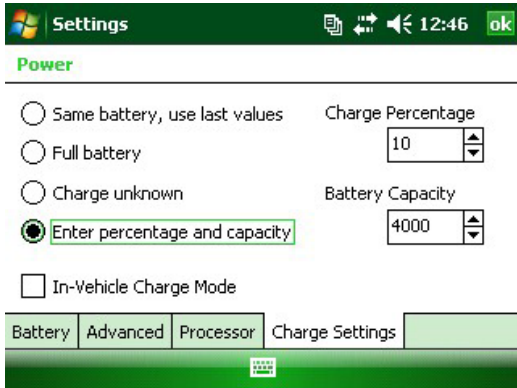 Settings 12:46 ok
Power
Same battery, use last values
Full battery
Charge unknown
Enter percentage and capacity
Charge Percentage
10
Battery Capacity
4000
In-Vehicle Charge Mode
Battery Advanced Processor Charge Settings